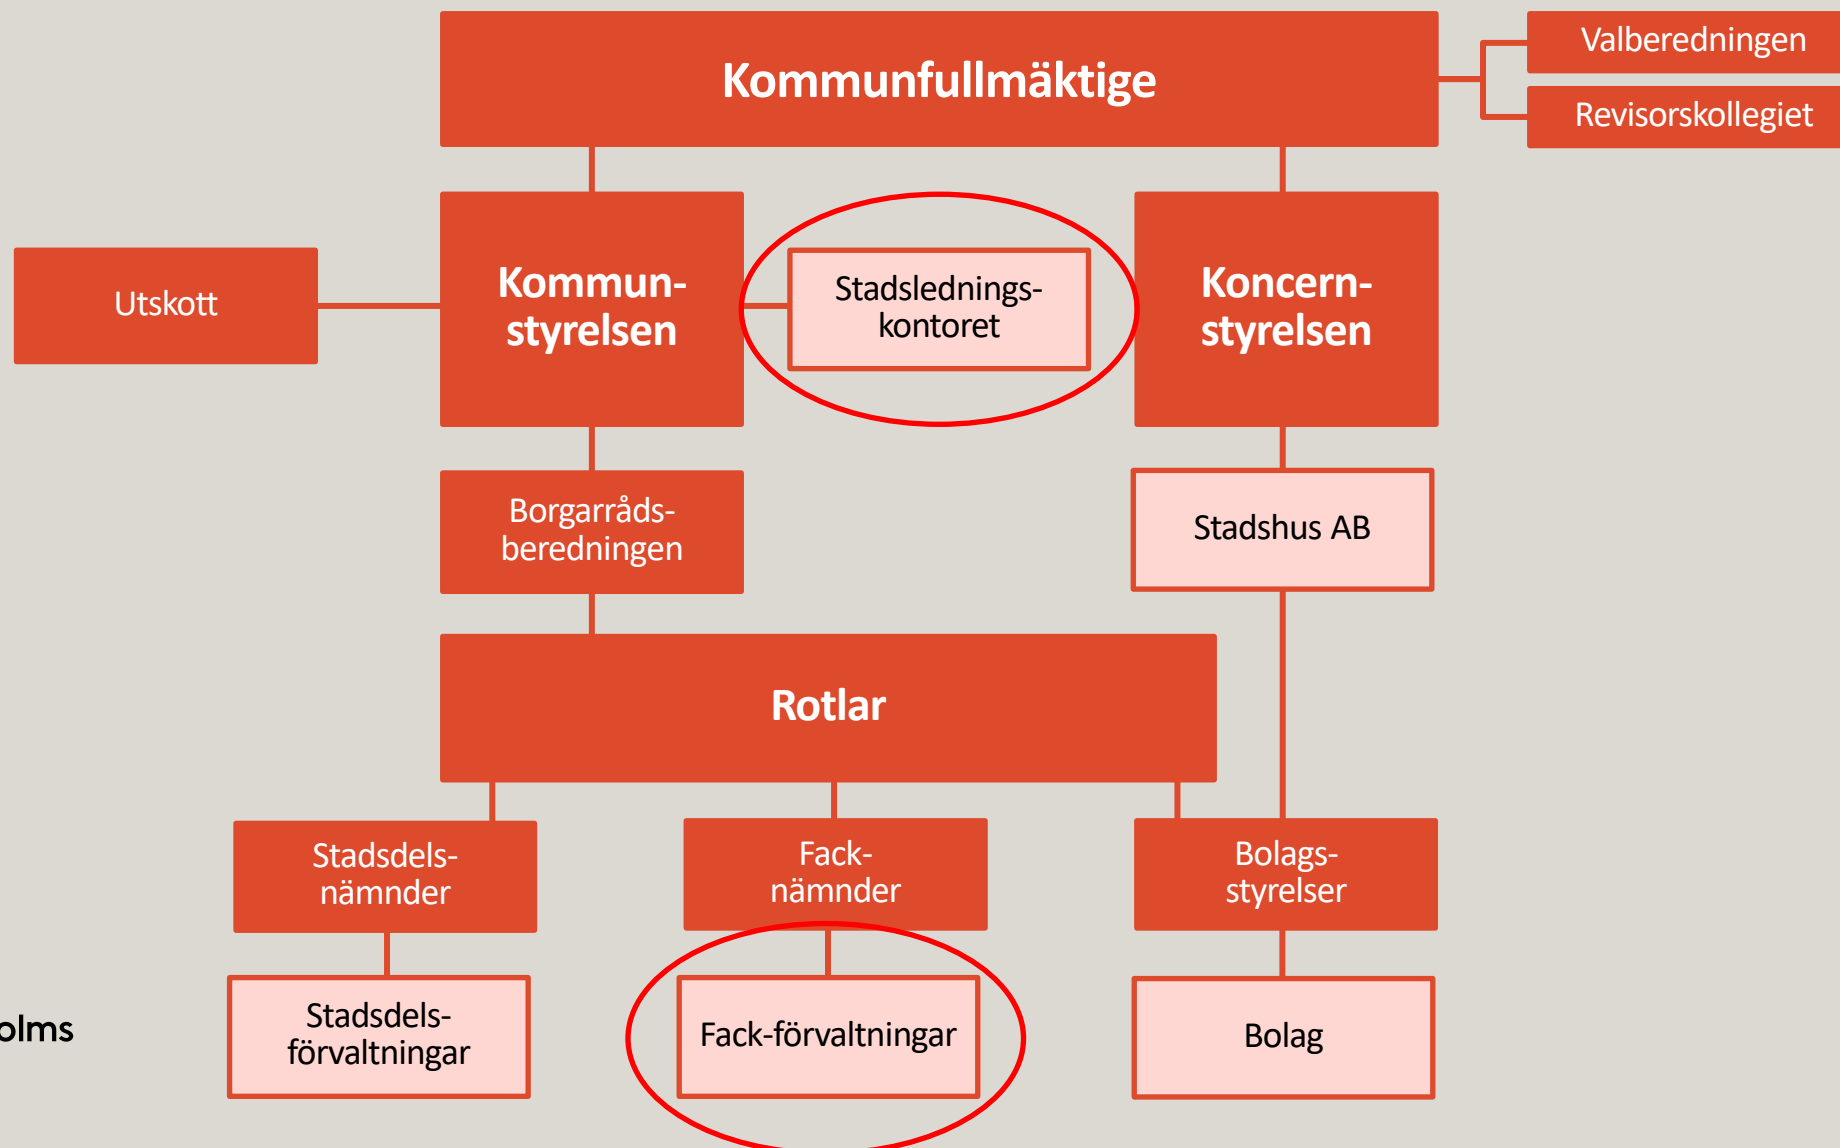 Kommunfullmäktige
Valberedningen
Revisorskollegiet
Utskott
Kommun-
styrelsen
Stadslednings-
kontoret
Koncern-
styrelsen
Borgarråds-
beredningen
Stadshus AB
Rotlar
Stadsdels-
nämnder
Fack-
nämnder
Bolags-
styrelser
Stadsdels-
förvaltningar
Fack-förvaltningar
Bolag
olms